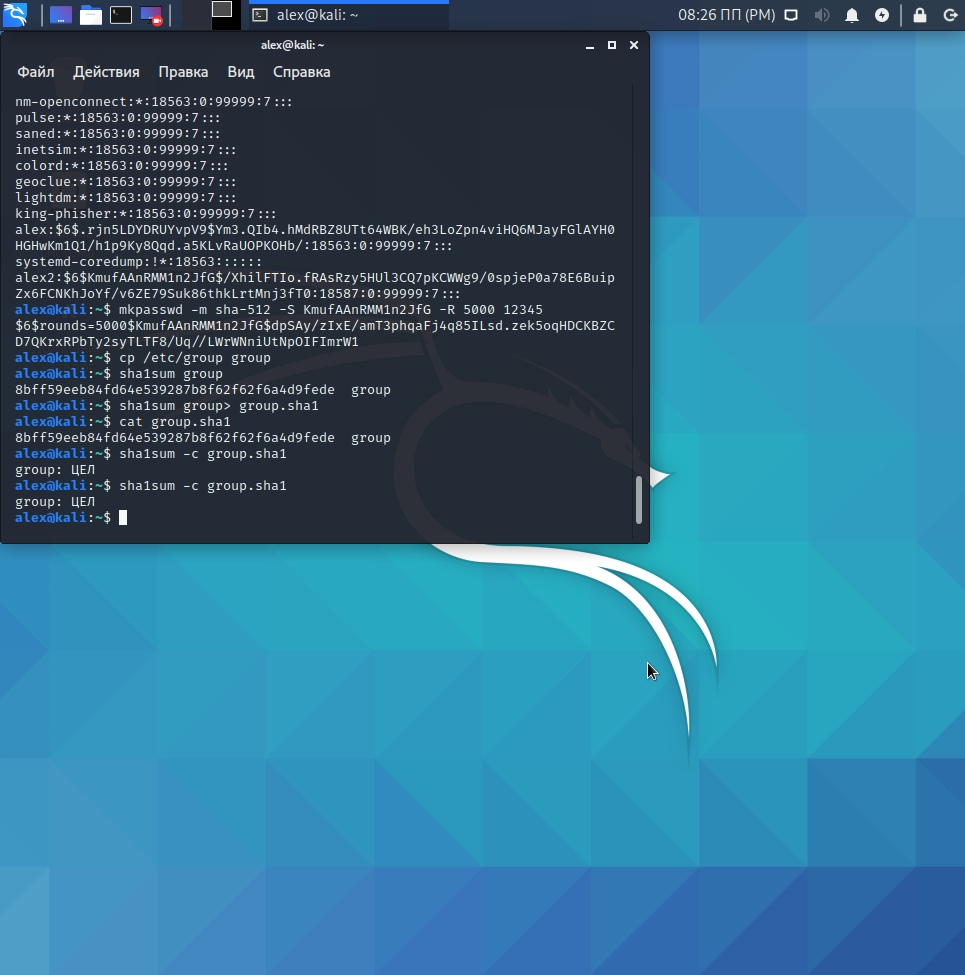 alex@kali: ~
08:26 ПП (PM)
alex@kali: ~
Файл Действия Правка Вид Справка
nm-openconnect:*:18563:0:99999:7:::
pulse:*:18563:0:99999:7:::
saned:*:18563:0:99999:7:::
inetsim:*:18563:0:99999:7:::
colord:*:18563:0:99999:7:::
geoclue:*:18563:0:99999:7:::
lightdm:*:18563:0:99999:7:::
king-phisher:*:18563:0:99999:7:::
alex:$6$.rjn5LDYDRUYvpV9$Ym3.QIb4.hMdRBZ8UTt64WBK/eh3LoZpn4viHQ6MJayFGlAYH0
HGHwKm1Q1/h1p9Ky8Qqd.a5KLvRaUOPKOHb/:18563:0:99999:7:::
systemd-coredump:!*:18563::::::
alex2:$6$KmufAAnRMM1n2JfG$/XhilFTIo.fRAsRzy5HUl3CQ7pKCWWg9/0spjeP0a78E6Buip
Zx6FCNKhJoYf/v6ZE79Suk86thkLrtMnj3fT0:18587:0:99999:7:::
alex@kali:~$ mkpasswd -m sha-512 -S KmufAAnRMM1n2JfG -R 5000 12345
$6$rounds=5000$KmufAAnRMM1n2JfG$dpSAy/zIxE/amT3phqaFj4q85ILsd.zek5oqHDCKBZC
D7QKrxRPbTy2syTLTF8/Uq//LWrWNniUtNpOIFImrW1
alex@kali:~$ cp /etc/group group
alex@kali:~$ sha1sum group
8bff59eeb84fd64e539287b8f62f62f6a4d9fede  group
alex@kali:~$ sha1sum group> group.sha1
alex@kali:~$ cat group.sha1
8bff59eeb84fd64e539287b8f62f62f6a4d9fede  group
alex@kali:~$ sha1sum -c group.sha1
group: ЦЕЛ
alex@kali:~$ sha1sum -c group.sha1
group: ЦЕЛ
alex@kali:~$